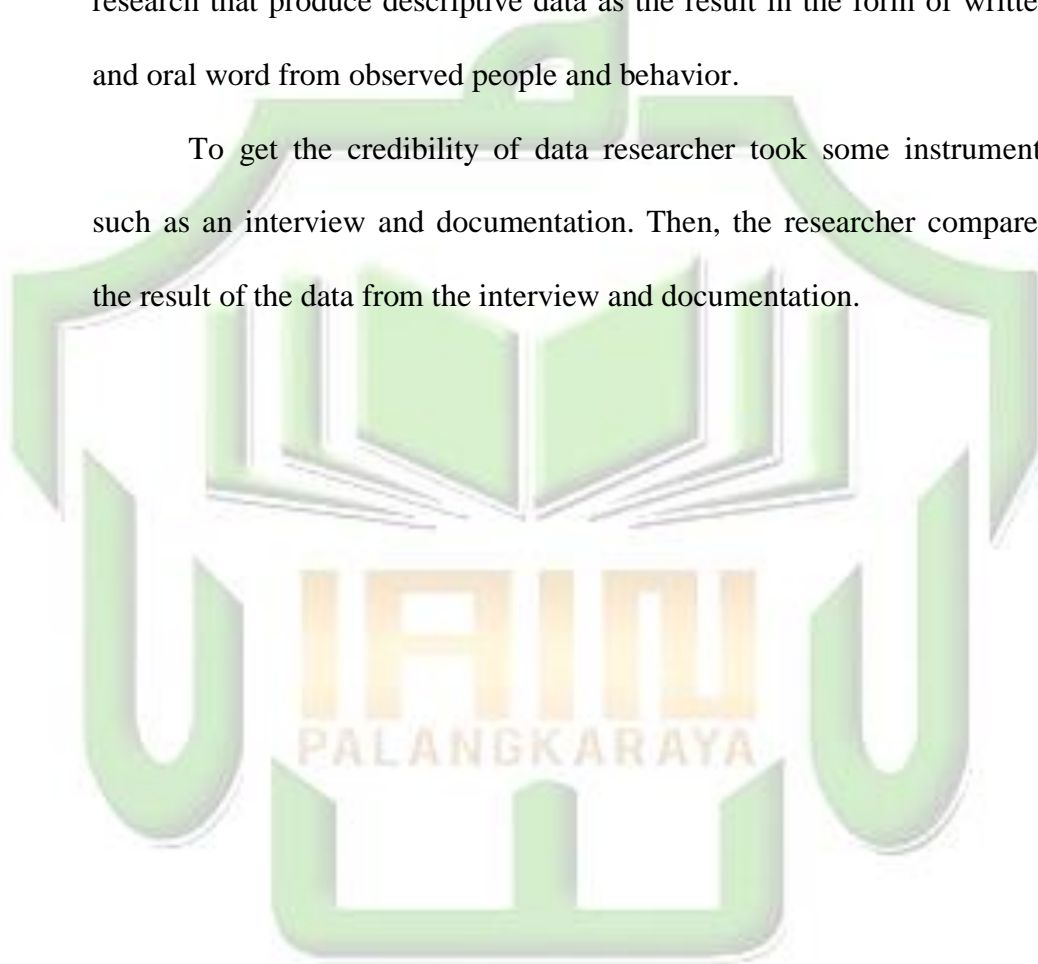 research that produce descriptive data as the result in the form of writte
and oral word from observed people and behavior.
To get the credibility of data researcher took some instrument
such as an interview and documentation. Then, the researcher compare
the result of the data from the interview and documentation.
IAIN
PALANGKARAYA